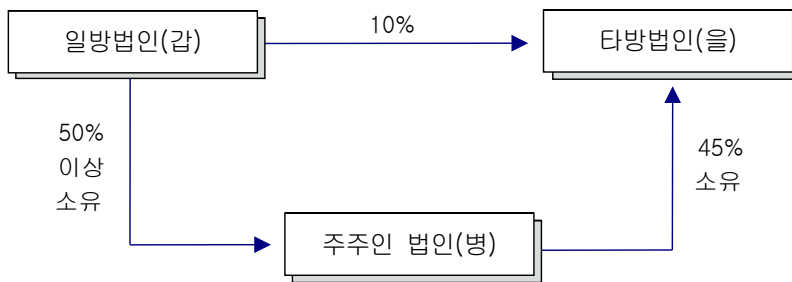 일방법인(갑)
10%
타방법인(을)
50%
이상
소유
45%
소유
주주인 법인(병)